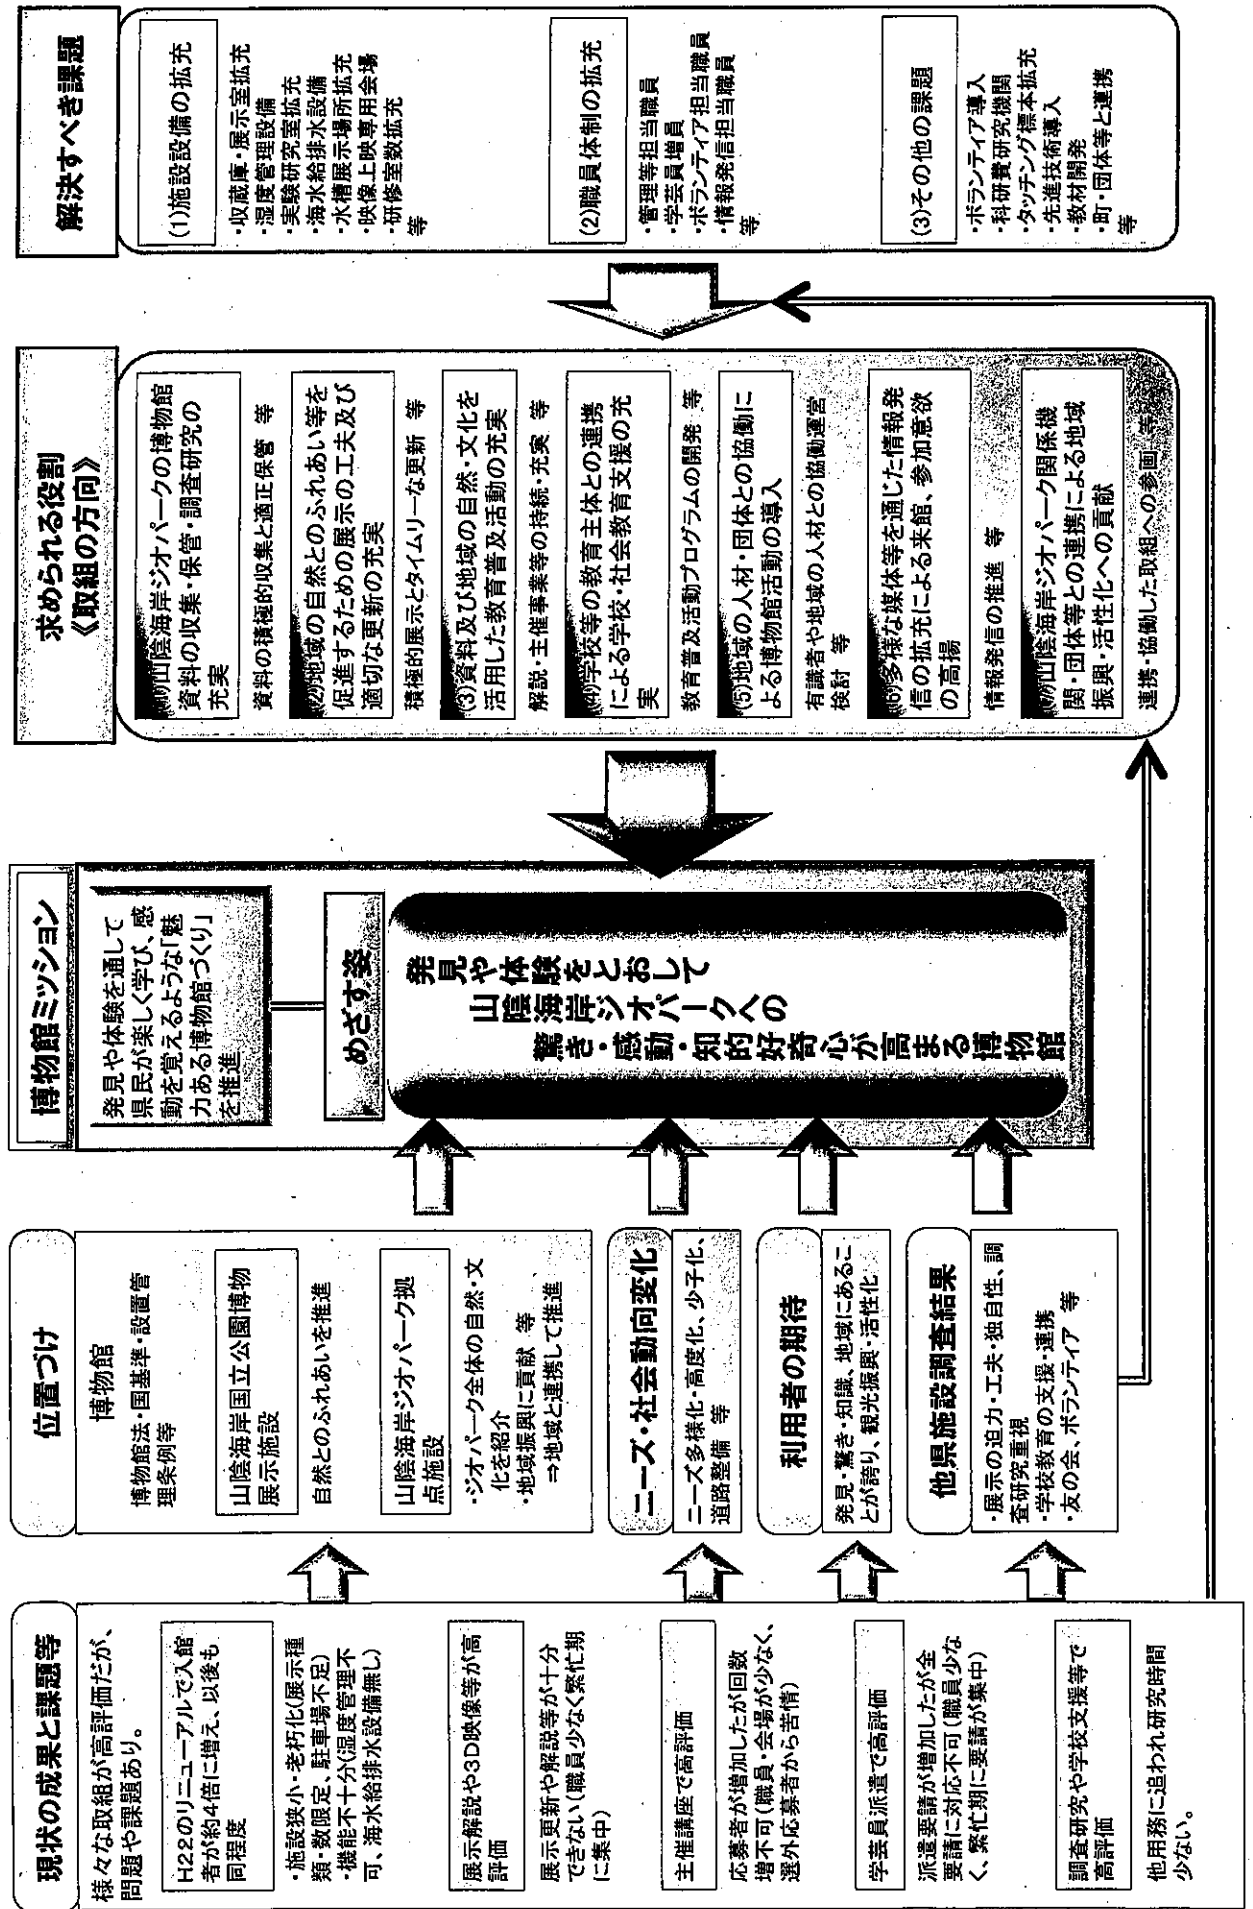 現状の成果と課題等
様々な取組が高評価だが、
問題や課題あり。
H22のリニューアルで入館
者が約4倍に増え、以後も
同程度
・施設狭小・老朽化(展示種
類・数限定、駐車場不足)
・機能不十分(湿度管理不
可、海水給排水設備無し)
展示解説や3D映像等が高
評価
展示更新や解説等が十分
できない(職員少なく繁忙期
に集中)
主催講座で高評価
応募者が増加したが回数
増不可(職員・会場が少なく、
選外応募者から苦情)
学芸員派遣で高評価
派遣要請が増加したが全
要請に対応不可(職員少な
く、繁忙期に要請が集中)
調査研究や学校支援等で
高評価
他用務に追われ研究時間
少ない。
位置づけ
博物館
博物館法・国基準・設置管
理条例等
山陰海岸国立公園博物
展示施設
自然とのふれあいを推進
山陰海岸ジオパーク拠
点施設
・ジオパーク全体の自然・文
化を紹介
・地域振興に貢献 等
⇒地域と連携して推進
ニーズ・社会動向変化
ニーズ多様化・高度化、少子化、
道路整備 等
利用者の期待
発見・驚き・知識、地域にあるこ
とが誇り、観光振興・活性化
他県施設調査結果
・展示の迫力・工夫・独自性、調
査研究重視
・学校教育の支援・連携
・友の会、ボランティア 等
博物館ミッション
発見や体験を通して
県民が楽しく学び、感
動を覚えるような「魅
力ある博物館づくり」
を推進
めざす姿
発見や体験をとおして
山陰海岸ジオパークへの
驚き・感動・知的好奇心が高まる博物館
求められる役割
《取組の方向》
(1)山陰海岸ジオパークの博物館
資料の収集・保管・調査研究の
充実
資料の積極的収集と適正保管 等
(2)地域の自然とのふれあい等を
促進するための展示の工夫及び
適切な更新の充実
積極的展示とタイムリーな更新 等
(3)資料及び地域の自然・文化を
活用した教育普及活動の充実
解説・主催事業等の持続・充実 等
(4)学校等の教育主体との連携
による学校・社会教育支援の充
実
教育普及活動プログラムの開発 等
(5)地域の人材・団体との協働に
よる博物館活動の導入
有識者や地域の人材との協働運営
検討 等
(6)多様な媒体等を通じた情報発
信の拡充による来館、参加意欲
の高揚
情報発信の推進 等
(7)山陰海岸ジオパーク関係機
関・団体等との連携による地域
振興・活性化への貢献
連携・協働した取組への参画 等
解決すべき課題
(1)施設設備の拡充
・収蔵庫・展示室拡充
・湿度管理設備
・実験研究室拡充
・海水給排水設備
・水槽展示場所拡充
・映像上映専用会場
・研修室数拡充
等
(2)職員体制の拡充
・管理等担当職員
・学芸員増員
・ボランティア担当職員
・情報発信担当職員
等
(3)その他の課題
・ボランティア導入
・科研費研究機関
・タッチング標本拡充
・先進技術導入
・教材開発
・町・団体等と連携
等